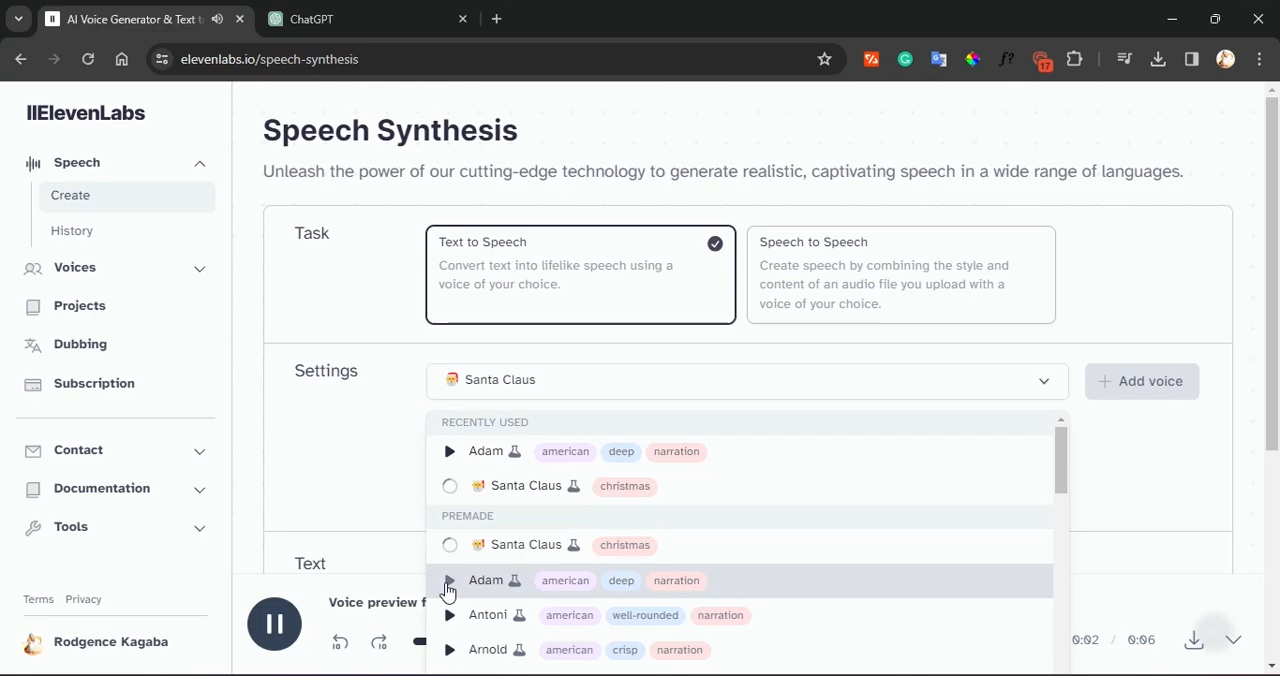 AI Voice Generator & Text to
ChatGPT
elevenlabs.io/speech-synthesis
17
IIElevenLabs
Speech
Create
History
Voices
Projects
Dubbing
Subscription
Contact
Documentation
Tools
Terms Privacy
Rodgence Kagaba
Speech Synthesis
Unleash the power of our cutting-edge technology to generate realistic, captivating speech in a wide range of languages.
Task
Text to Speech
Convert text into lifelike speech using a
voice of your choice.
Speech to Speech
Create speech by combining the style and
content of an audio file you upload with a
voice of your choice.
Settings
Santa Claus
+ Add voice
RECENTLY USED
Adam american deep narration
Santa Claus christmas
PREMADE
Santa Claus christmas
Adam american deep narration
Antoni american well-rounded narration
Arnold american crisp narration
Text
Voice preview f
10 10
0:02 / 0:06